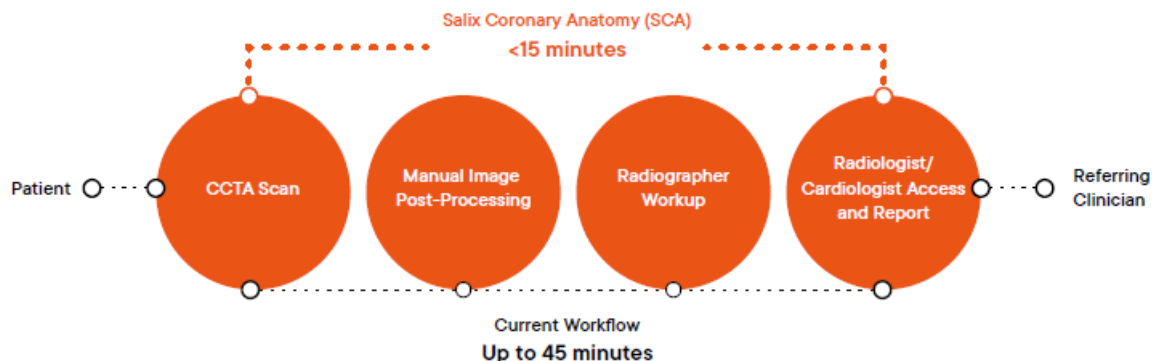 Salix Coronary Anatomy (SCA)
<15 minutes
Patient
CCTA Scan
Manual Image
Post-Processing
Radiographer
Workup
Radiologist/
Cardiologist Access
and Report
Referring
Clinician
Current Workflow
Up to 45 minutes